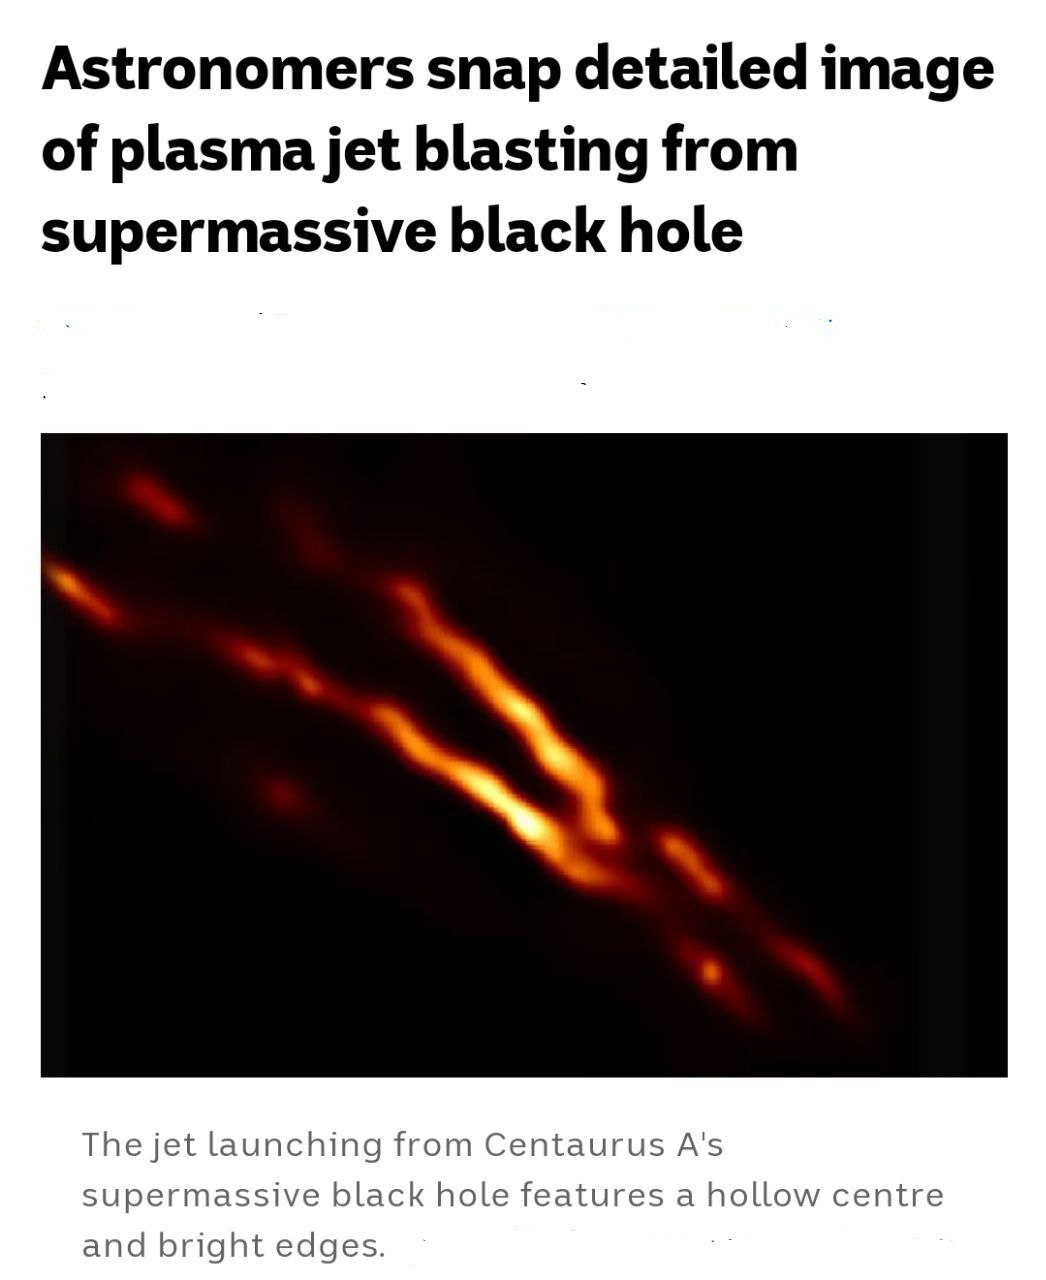 Astronomers snap detailed image
of plasma jet blasting from
supermassive black hole
The jet launching from Centaurus A's
supermassive black hole features a hollow centre
and bright edges.